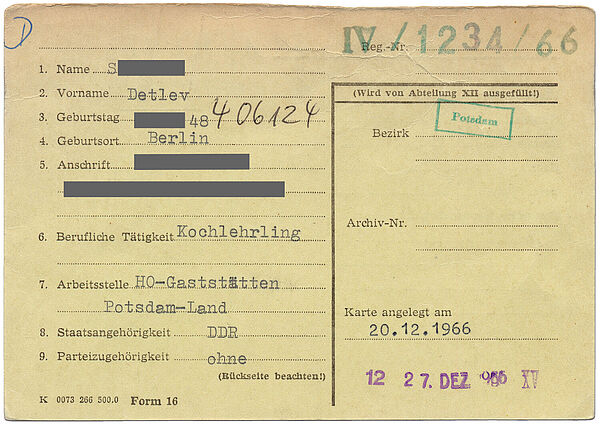 IV/1234/66
Reg.-Nr.
1. Name S
2. Vorname Detlev
3. Geburtstag 48 406124
4. Geburtsort Berlin
5. Anschrift
6. Berufliche Tätigkeit Kochlehrling
7. Arbeitsstelle HO-Gaststätten
Potsdam-Land
8. Staatsangehörigkeit DDR
9. Parteizugehörigkeit ohne
(Rückseite beachten!)
K 0073 266 500.0 Form 16
(Wird von Abteilung XII ausgefüllt!)
Potsdam
Bezirk
Archiv-Nr.
Karte angelegt am
20.12.1966
12 27. DEZ. XV